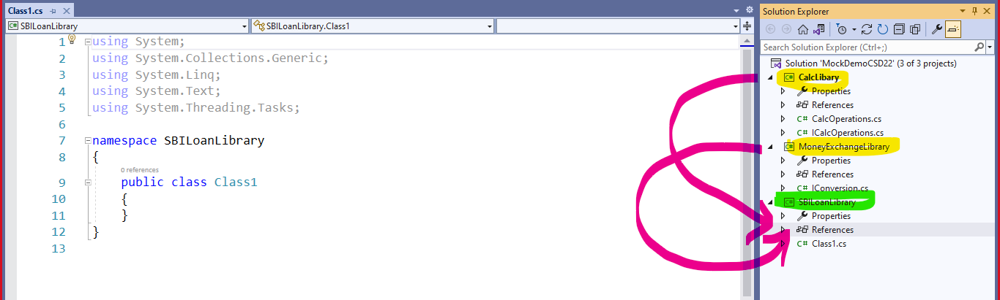 Class1.cs
SBILoanLibrary
SBILoanLibrary.Class1
1 using System;
2 using System.Collections.Generic;
3 using System.Linq;
4 using System.Text;
5 using System.Threading.Tasks;
6
7 namespace SBILoanLibrary
8 {
0 references
9 public class Class1
10 {
11 }
12 }
13
Solution Explorer
Search Solution Explorer (Ctrl+;)
Solution 'MockDemoCSD22' (3 of 3 projects)
C# CalcLibary
Properties
References
C# CalcOperations.cs
C# ICalcOperations.cs
C# MoneyExchangeLibrary
Properties
References
C# IConversion.cs
C# SBILoanLibrary
Properties
References
C# Class1.cs